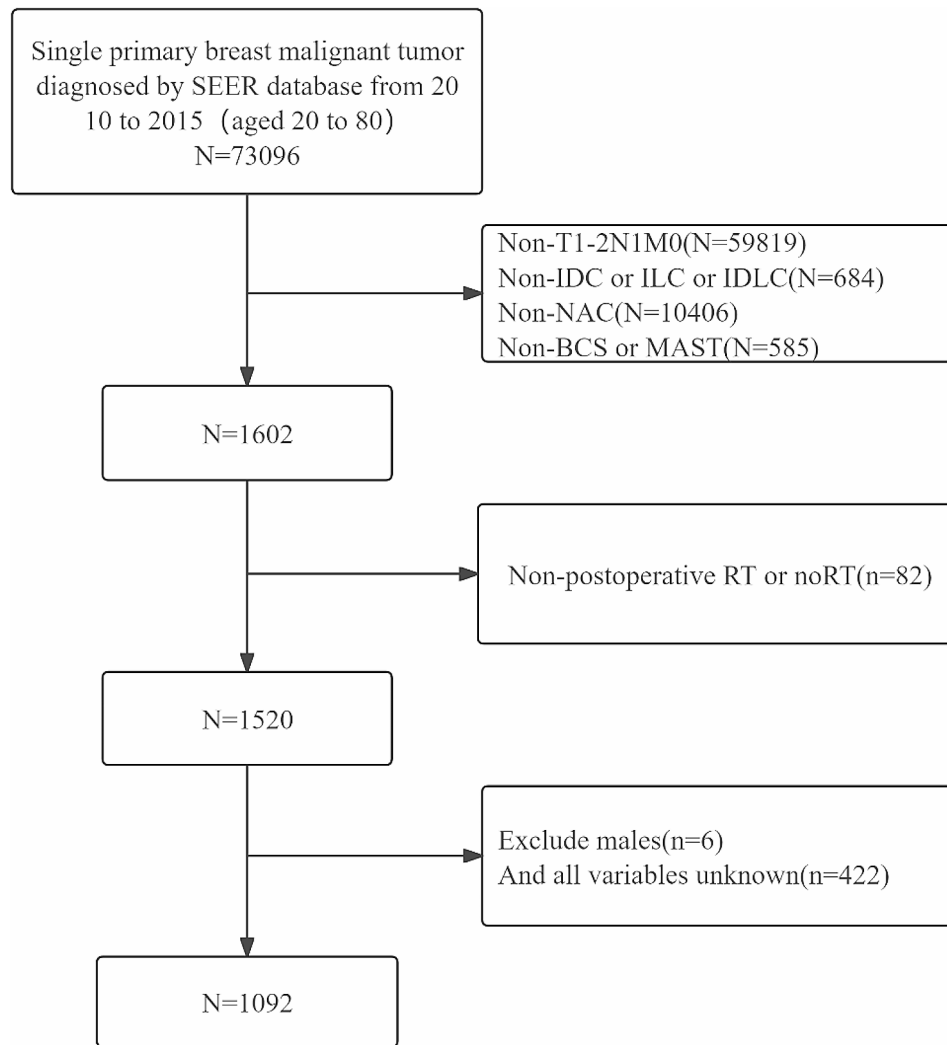 Single primary breast malignant tumor
diagnosed by SEER database from 20
10 to 2015（aged 20 to 80）
N=73096
Non-T1-2N1M0(N=59819)
Non-IDC or ILC or IDLC(N=684)
Non-NAC(N=10406)
Non-BCS or MAST(N=585)
N=1602
Non-postoperative RT or noRT(n=82)
N=1520
Exclude males(n=6)
And all variables unknown(n=422)
N=1092